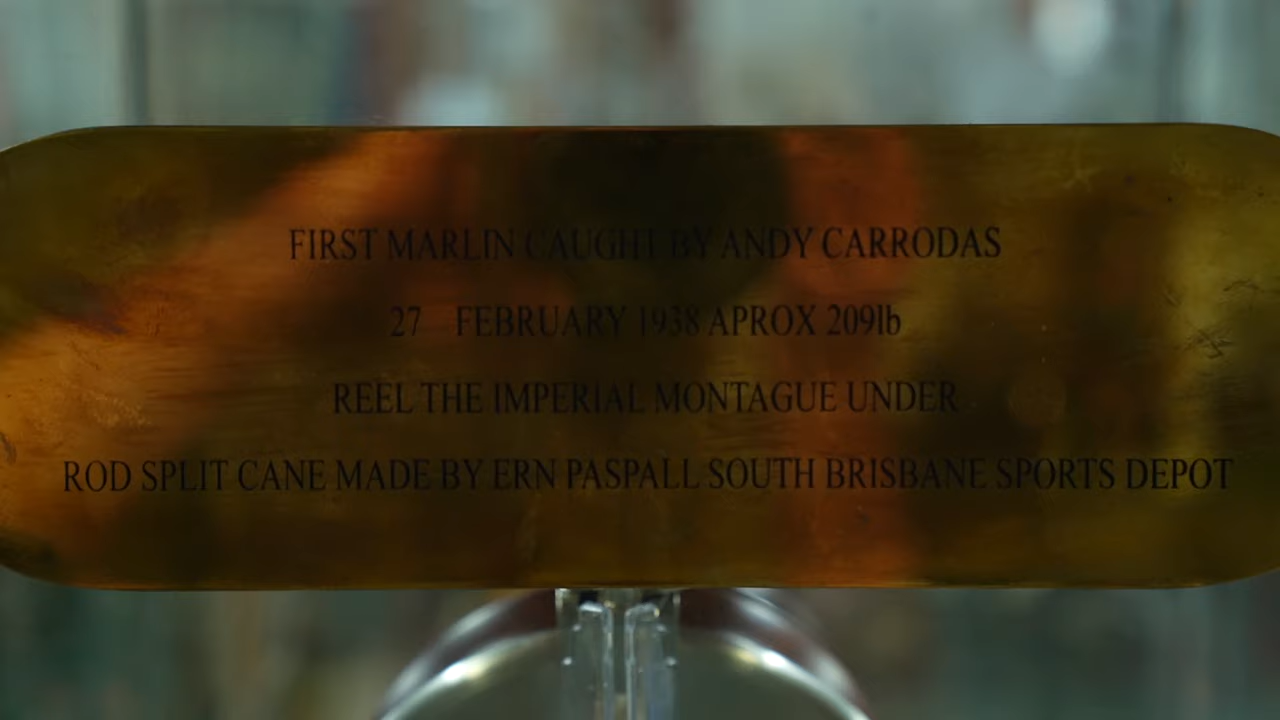 FIRST MARLIN CAUGHT BY ANDY CARRODAS
27 FEBRUARY 1938 APROX 209lb
REEL THE IMPERIAL MONTAGUE UNDER
ROD SPLIT CANE MADE BY ERN PASPALL SOUTH BRISBANE SPORTS DEPOT